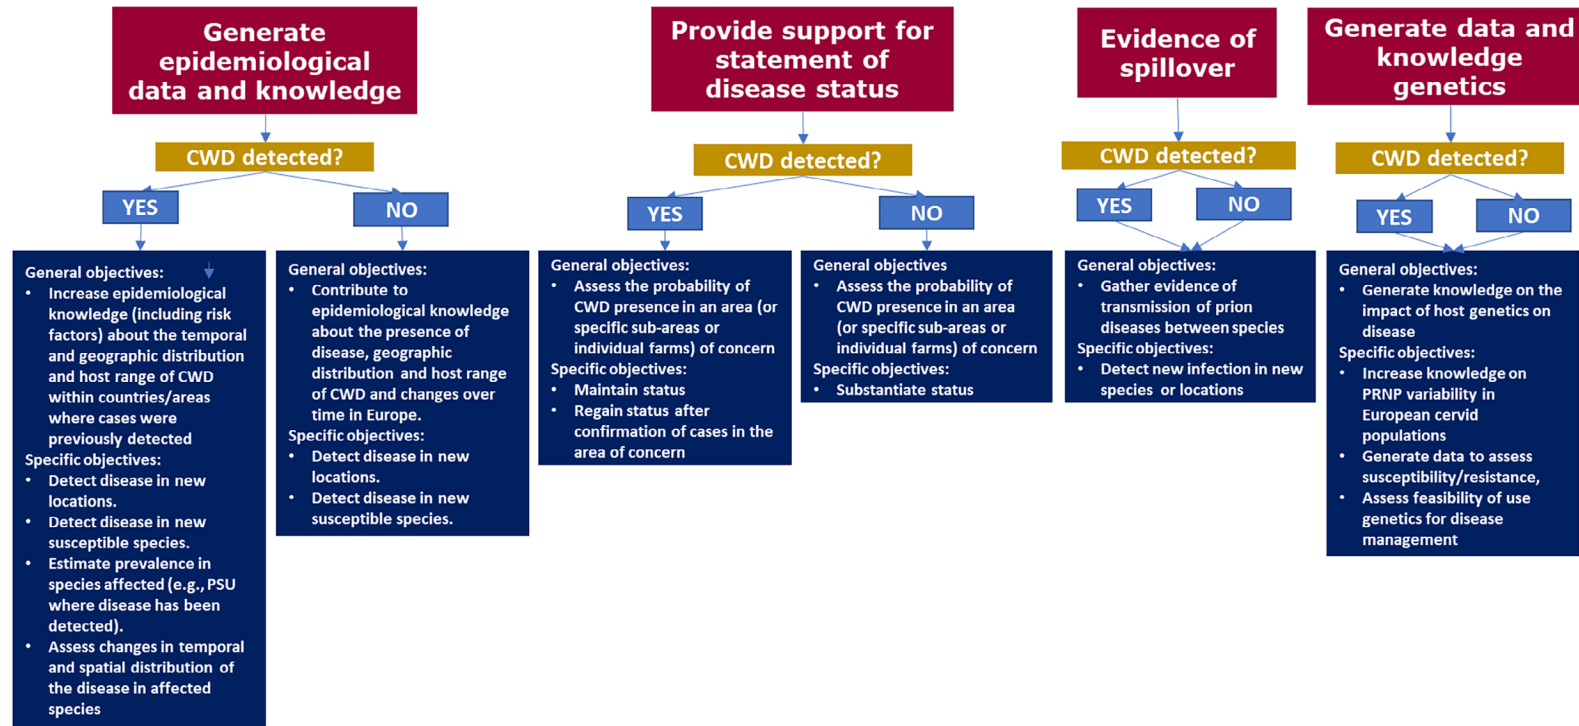 Generate
epidemiological
data and knowledge
CWD detected?
YES
NO
General objectives:
• Increase epidemiological
knowledge (including risk
factors) about the temporal
and geographic distribution
and host range of CWD
within countries/areas
where cases were
previously detected
Specific objectives:
• Detect disease in new
locations.
• Detect disease in new
susceptible species.
• Estimate prevalence in
species affected (e.g., PSU
where disease has been
detected).
• Assess changes in temporal
and spatial distribution of
the disease in affected
species
General objectives:
• Contribute to
epidemiological knowledge
about the presence of
disease, geographic
distribution and host range
of CWD and changes over
time in Europe.
Specific objectives:
• Detect disease in new
locations.
• Detect disease in new
susceptible species.
Provide support for
statement of
disease status
CWD detected?
YES
NO
General objectives:
• Assess the probability of
CWD presence in an area (or
specific sub-areas or
individual farms) of concern
Specific objectives:
• Maintain status
• Regain status after
confirmation of cases in the
area of concern
General objectives
• Assess the probability of
CWD presence in an area
(or specific sub-areas or
individual farms) of concern
Specific objectives:
• Substantiate status
Evidence of
spillover
CWD detected?
YES
NO
General objectives:
• Gather evidence of
transmission of prion
diseases between species
Specific objectives:
• Detect new infection in new
species or locations
Generate data and
knowledge
genetics
CWD detected?
YES
NO
General objectives:
• Generate knowledge on the
impact of host genetics on
disease
Specific objectives:
• Increase knowledge on
PRNP variability in
European cervid
populations
• Generate data to assess
susceptibility/resistance,
• Assess feasibility of use
genetics for disease
management